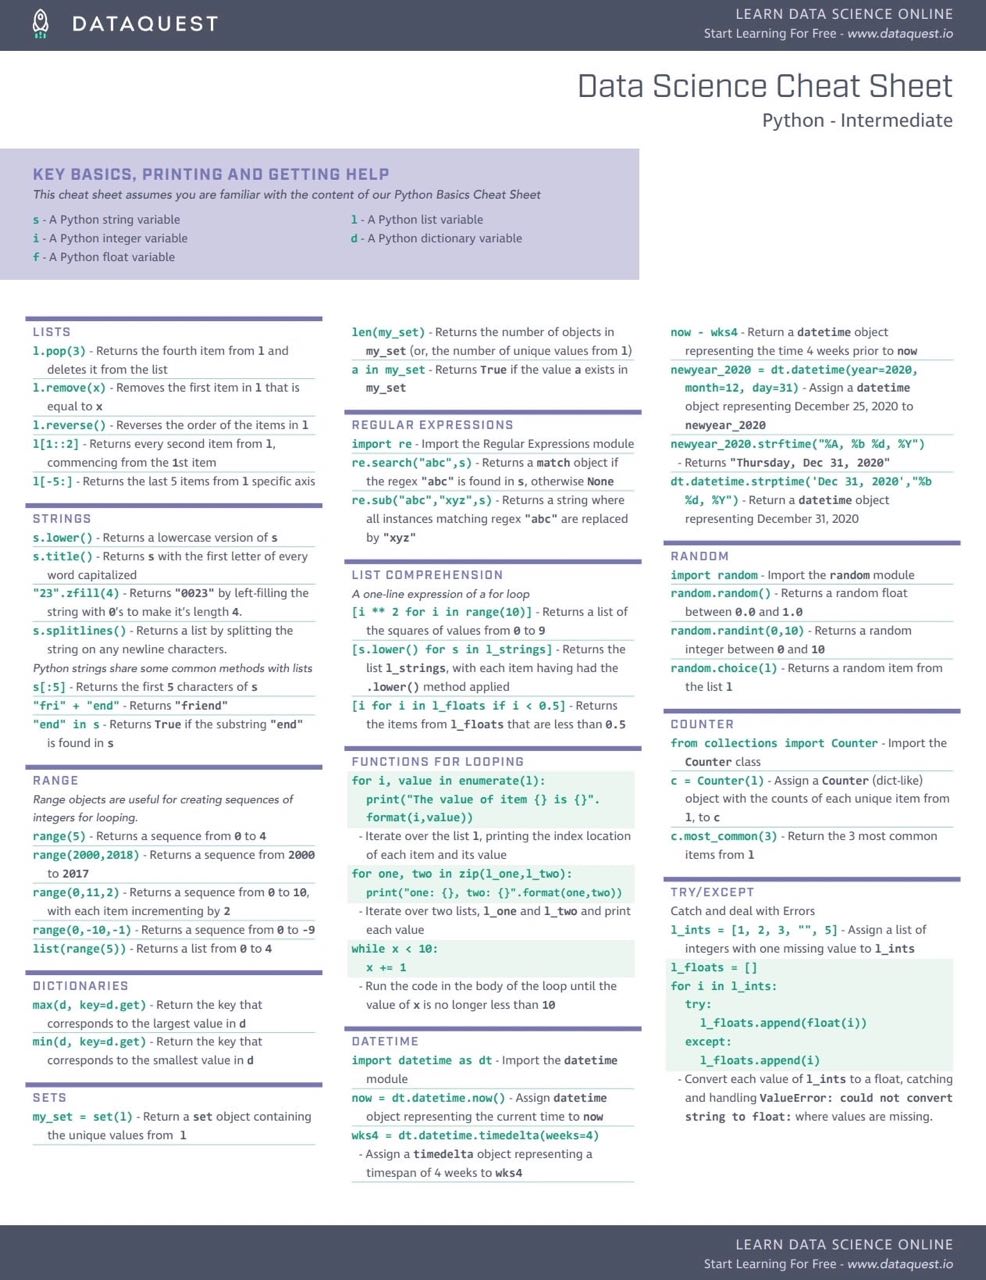 DATAQUEST
LEARN DATA SCIENCE ONLINE
Start Learning For Free - www.dataquest.io
Data Science Cheat Sheet
Python - Intermediate
KEY BASICS, PRINTING AND GETTING HELP
This cheat sheet assumes you are familiar with the content of our Python Basics Cheat Sheet
s - A Python string variable
i - A Python integer variable
f - A Python float variable
l - A Python list variable
d - A Python dictionary variable
LISTS
l.pop(3) - Returns the fourth item from l and
deletes it from the list
l.remove(x) - Removes the first item in l that is
equal to x
l.reverse() - Reverses the order of the items in l
l[1::2] - Returns every second item from l,
commencing from the 1st item
l[-5:] - Returns the last 5 items from l specific axis
STRINGS
s.lower() - Returns a lowercase version of s
s.title() - Returns s with the first letter of every
word capitalized
"23".zfill(4) - Returns "0023" by left-filling the
string with 0's to make it's length 4.
s.splitlines() - Returns a list by splitting the
string on any newline characters.
Python strings share some common methods with lists
s[:5] - Returns the first 5 characters of s
"fri" + "end" - Returns "friend"
"end" in s - Returns True if the substring "end"
is found in s
RANGE
Range objects are useful for creating sequences of
integers for looping.
range(5) - Returns a sequence from 0 to 4
range(2000,2018) - Returns a sequence from 2000
to 2017
range(0,11,2) - Returns a sequence from 0 to 10,
with each item incrementing by 2
range(0,-10,-1) - Returns a sequence from 0 to -9
list(range(5)) - Returns a list from 0 to 4
DICTIONARIES
max(d, key=d.get) - Return the key that
corresponds to the largest value in d
min(d, key=d.get) - Return the key that
corresponds to the smallest value in d
SETS
my_set = set(l) - Return a set object containing
the unique values from l
len(my_set) - Returns the number of objects in
my_set (or, the number of unique values from l)
a in my_set - Returns True if the value a exists in
my_set
REGULAR EXPRESSIONS
import re - Import the Regular Expressions module
re.search("abc",s) - Returns a match object if
the regex "abc" is found in s, otherwise None
re.sub("abc","xyz",s) - Returns a string where
all instances matching regex "abc" are replaced
by "xyz"
LIST COMPREHENSION
A one-line expression of a for loop
[i ** 2 for i in range(10)] - Returns a list of
the squares of values from 0 to 9
[s.lower() for s in l_strings] - Returns the
list l_strings, with each item having had the
.lower() method applied
[i for i in l_floats if i < 0.5] - Returns
the items from l_floats that are less than 0.5
FUNCTIONS FOR LOOPING
for i, value in enumerate(l):
print("The value of item {} is {}".
format(i,value))
- Iterate over the list l, printing the index location
of each item and its value
for one, two in zip(l_one,l_two):
print("one: {}, two: {}".format(one,two))
- Iterate over two lists, l_one and l_two and print
each value
while x < 10:
x += 1
- Run the code in the body of the loop until the
value of x is no longer less than 10
DATETIME
import datetime as dt - Import the datetime
module
now = dt.datetime.now() - Assign datetime
object representing the current time to now
wks4 = dt.datetime.timedelta(weeks=4)
- Assign a timedelta object representing a
timespan of 4 weeks to wks4
now - wks4 - Return a datetime object
representing the time 4 weeks prior to now
newyear_2020 = dt.datetime(year=2020,
month=12, day=31) - Assign a datetime
object representing December 25, 2020 to
newyear_2020
newyear_2020.strftime("%A, %b %d, %Y")
- Returns "Thursday, Dec 31, 2020"
dt.datetime.strptime('Dec 31, 2020',"%b
%d, %Y") - Return a datetime object
representing December 31, 2020
RANDOM
import random - Import the random module
random.random() - Returns a random float
between 0.0 and 1.0
random.randint(0,10) - Returns a random
integer between 0 and 10
random.choice(l) - Returns a random item from
the list l
COUNTER
from collections import Counter - Import the
Counter class
c = Counter(l) - Assign a Counter (dict-like)
object with the counts of each unique item from
l, to c
c.most_common(3) - Return the 3 most common
items from l
TRY/EXCEPT
Catch and deal with Errors
l_ints = [1, 2, 3, "", 5] - Assign a list of
integers with one missing value to l_ints
l_floats = []
for i in l_ints:
try:
l_floats.append(float(i))
except:
l_floats.append(i)
- Convert each value of l_ints to a float, catching
and handling ValueError: could not convert
string to float: where values are missing.
LEARN DATA SCIENCE ONLINE
Start Learning For Free - www.dataquest.io